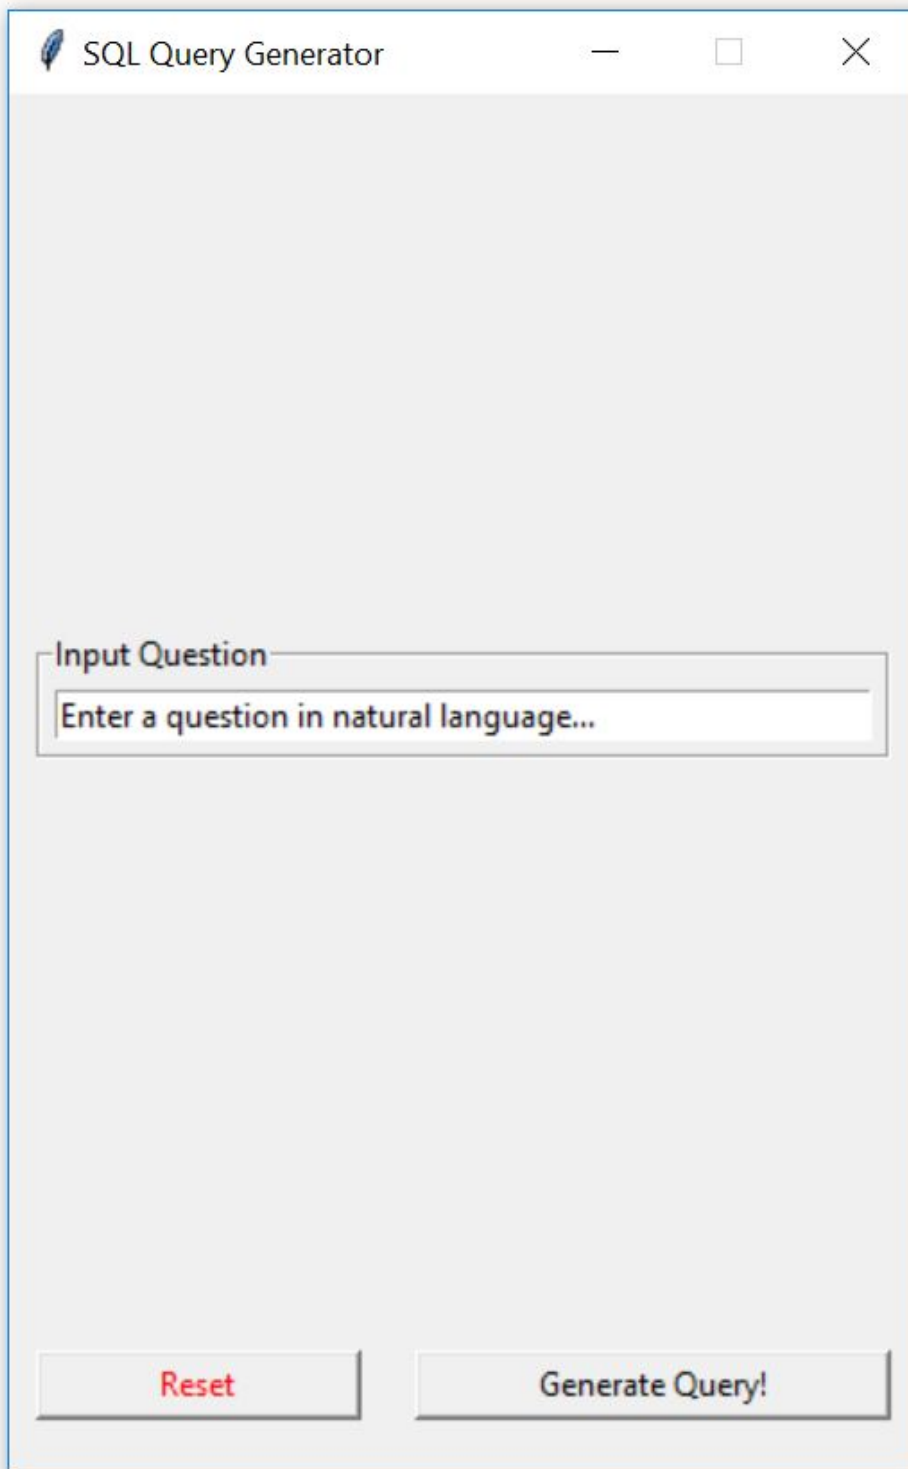 SQL Query Generator
Input Question
Enter a question in natural language...
Reset
Generate Query!